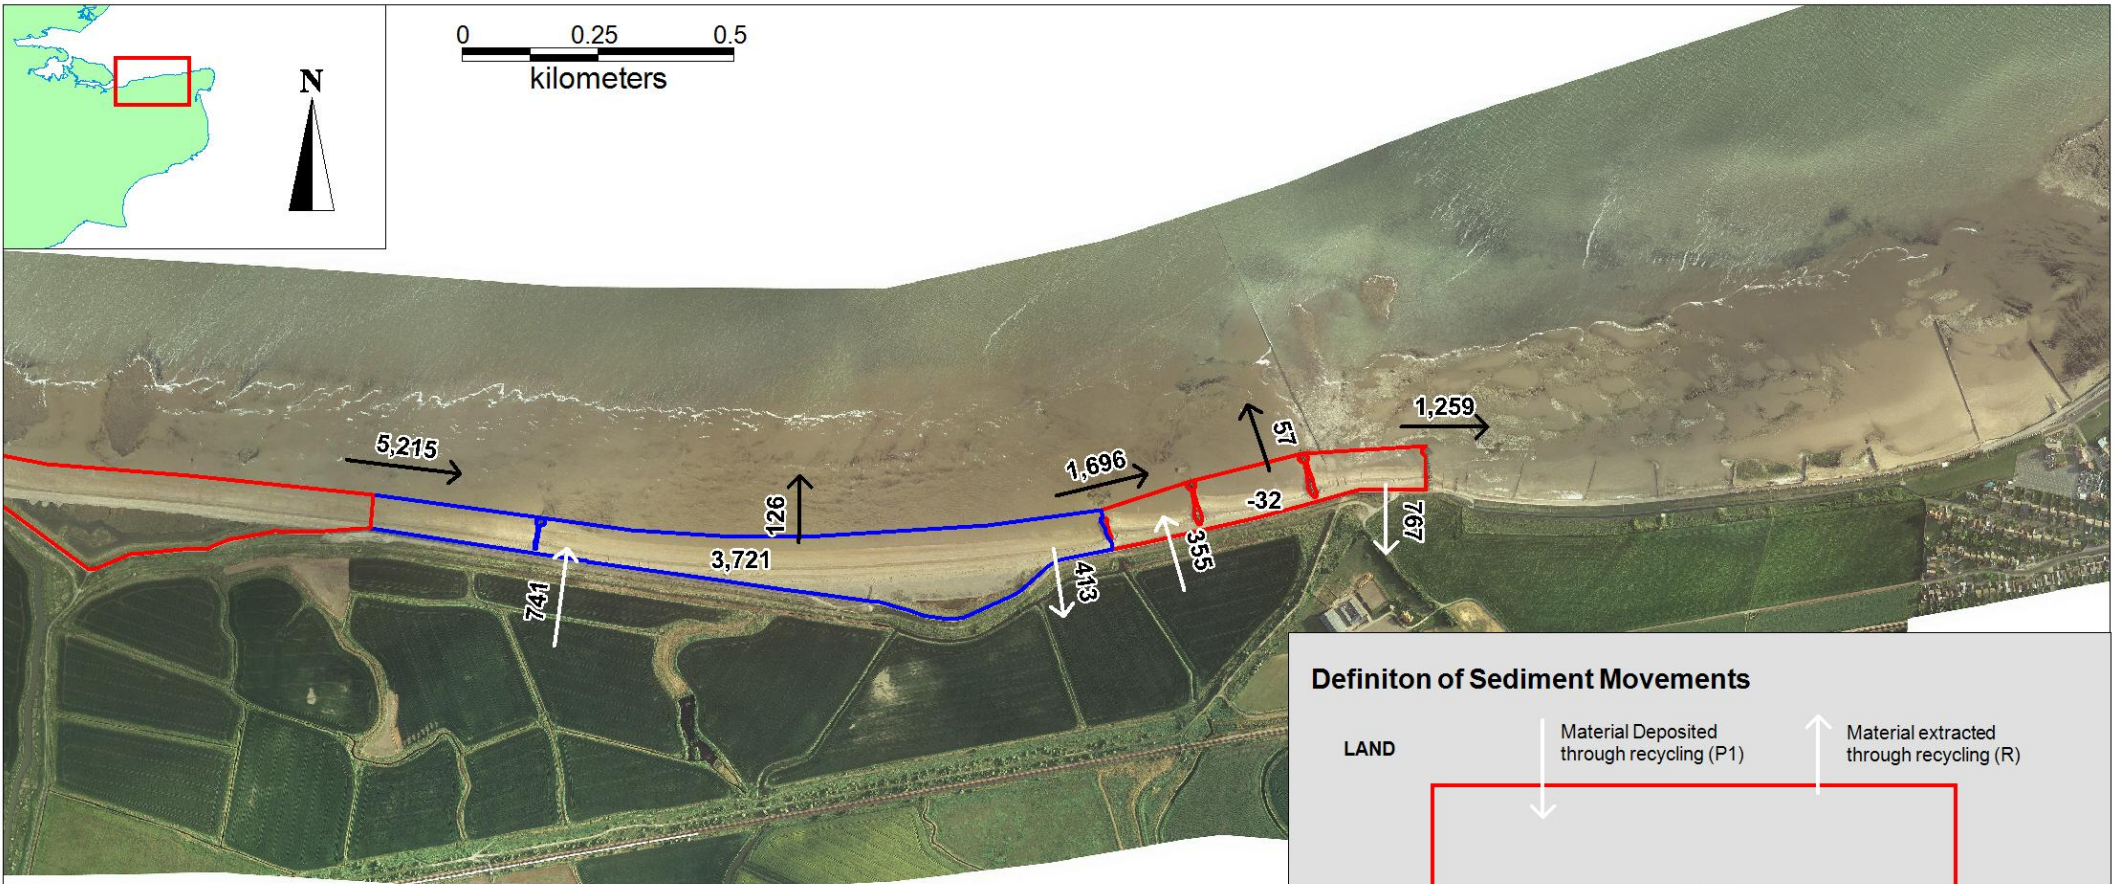 0 0.25 0.5
kilometers
N
5,215
126
741
3,721
413
1,696
355
57
-32
1,259
767
Definiton of Sediment Movements
LAND
Material Deposited
through recycling (P1)
Material extracted
through recycling (R)